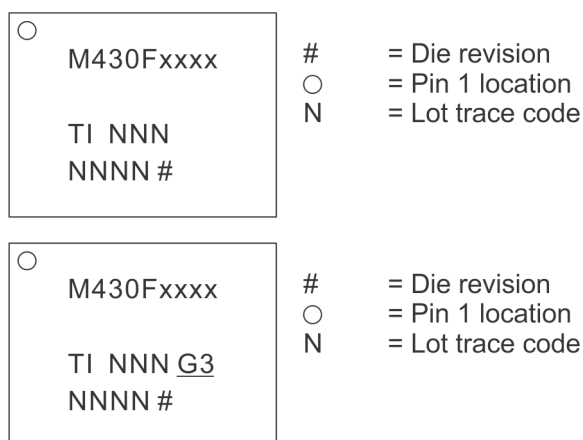 M430Fxxxx
TI NNN
NNNN #
# = Die revision
○ = Pin 1 location
N = Lot trace code
M430Fxxxx
TI NNN G3
NNNN #
# = Die revision
○ = Pin 1 location
N = Lot trace code